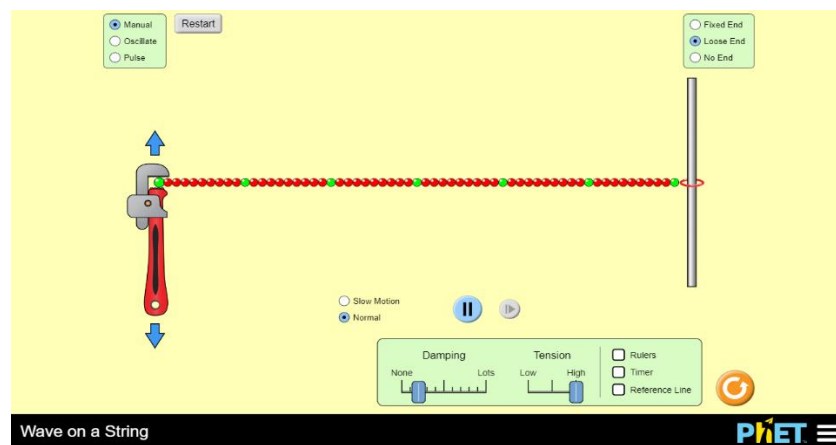 Manual
Oscillate
Pulse
Restart
Fixed End
Loose End
No End
Slow Motion
Normal
Damping
None
Lots
Tension
Low
High
Rulers
Timer
Reference Line
Wave on a String
PhET